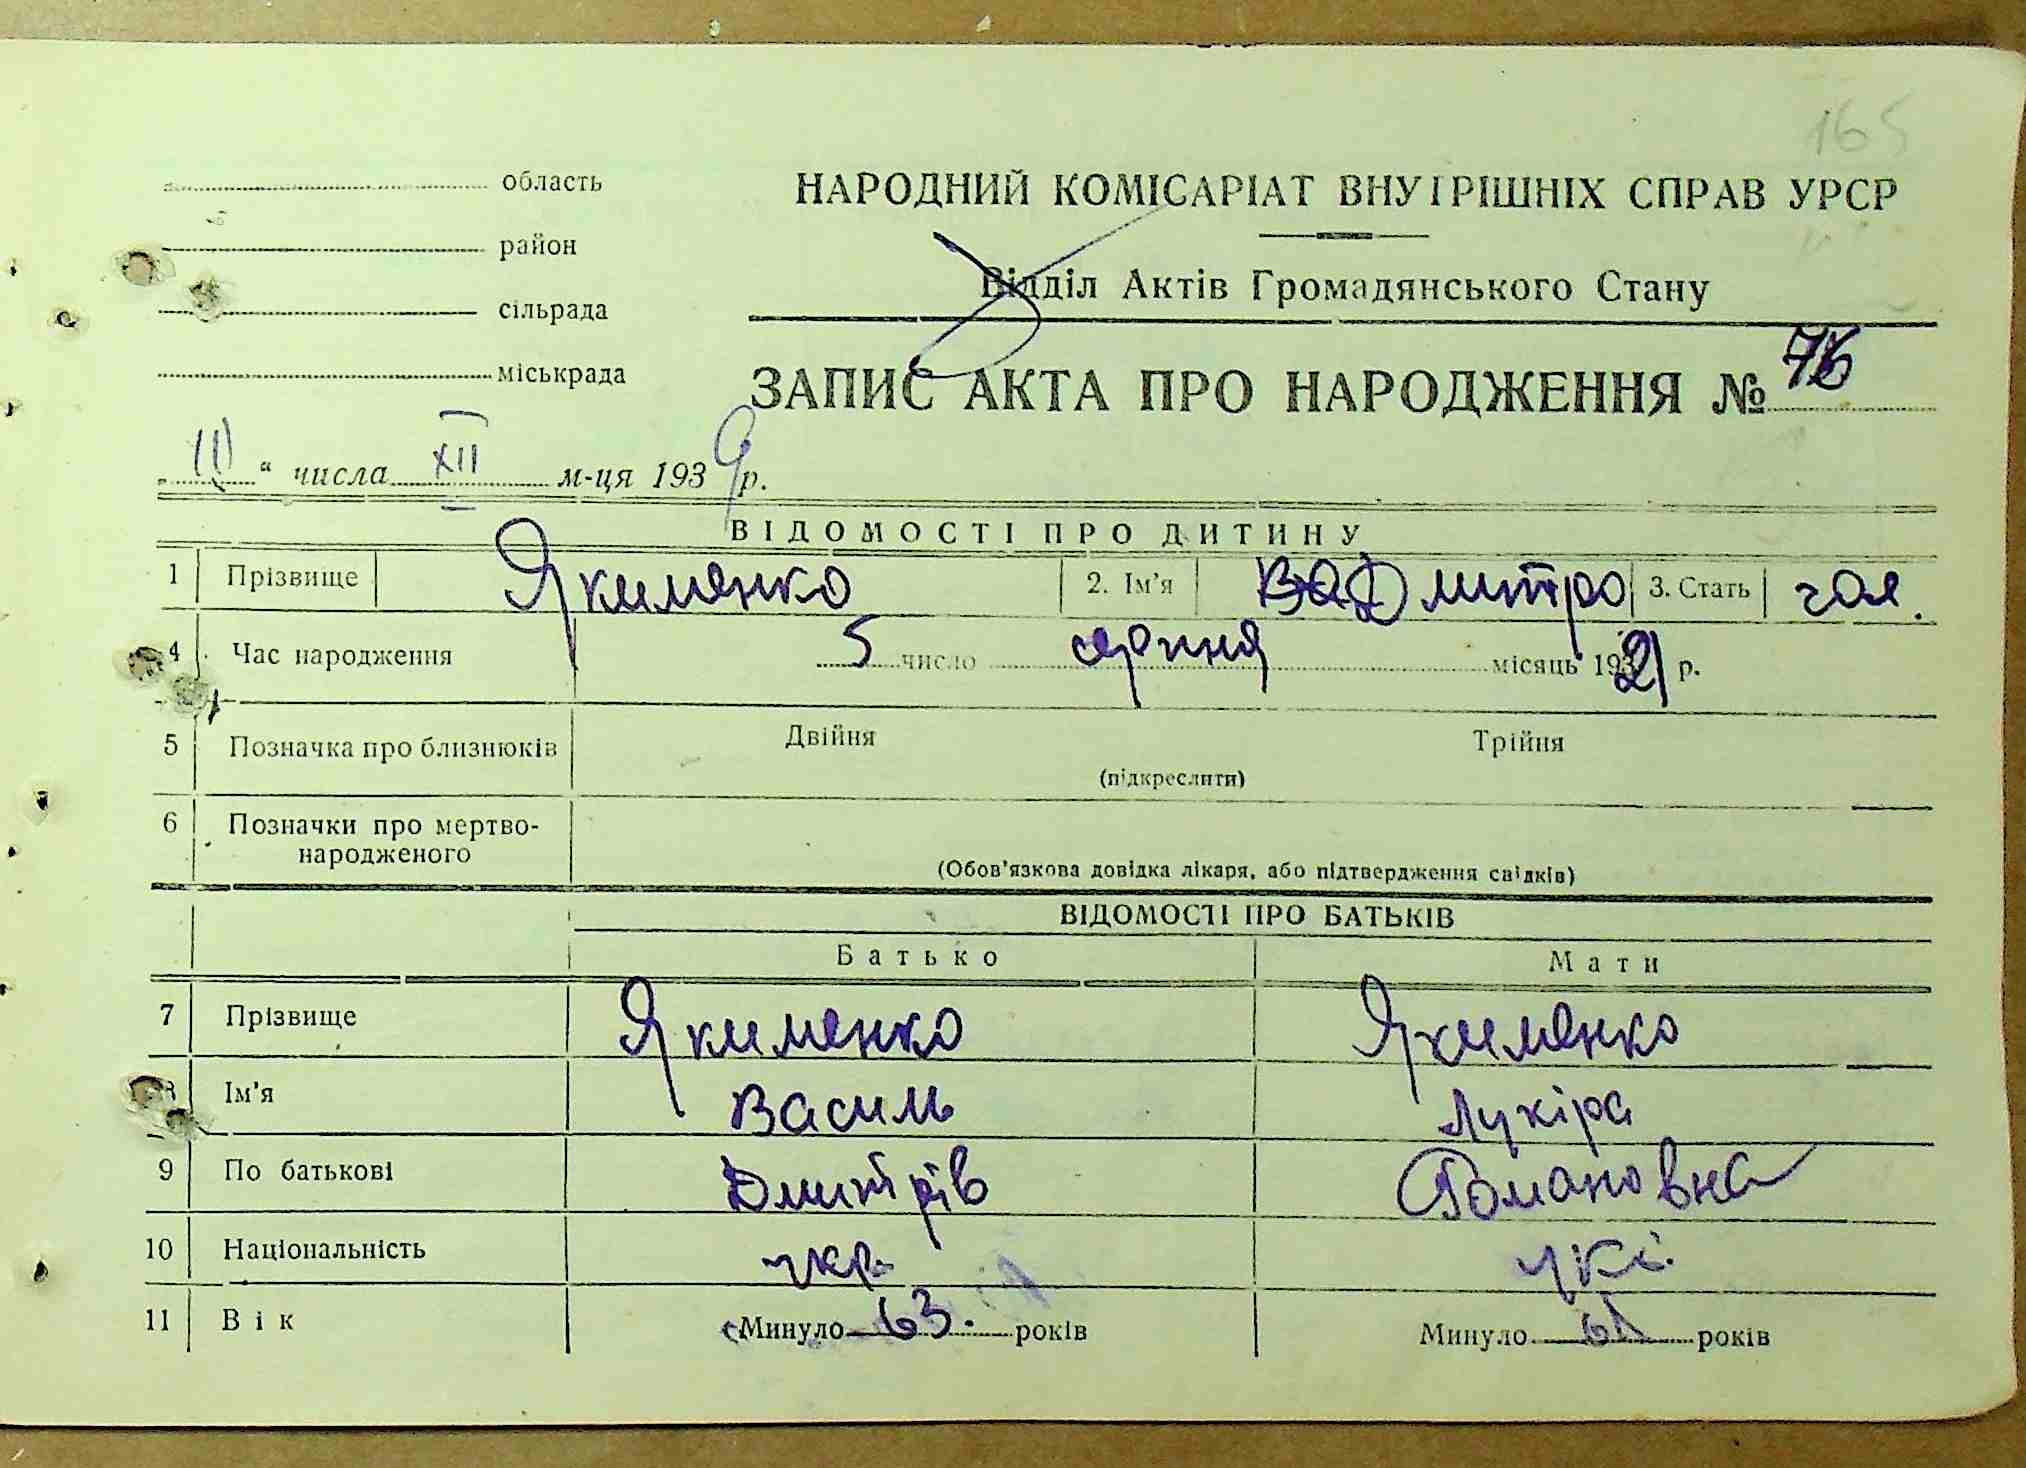 165
область
район
сільрада
міськрада
НАРОДНИЙ КОМІСАРІАТ ВНУТРІШНІХ СПРАВ УРСР
Відділ Актів Громадянського Стану
ЗАПИС АКТА ПРО НАРОДЖЕННЯ № 76
„ “ числа XII м-ця 1939 р.
ВІДОМОСТІ ПРО ДИТИНУ
1 Прізвище Якименко 2. Ім'я Дмитро 3. Стать чол.
4 Час народження 5 число серпня місяць 1921 р.
5 Позначка про близнюків Двійня Трійня
(підкреслити)
6 Позначки про мертво-
народженого
(Обов'язкова довідка лікаря, або підтвердження свідків)
ВІДОМОСТІ ПРО БАТЬКІВ
Батько Мати
7 Прізвище Якименко Якименко
8 Ім'я Василь Лукіра
9 По батькові Дмитрів Романовна
10 Національність укр.
11 Вік Минуло 63. років Минуло 61 років